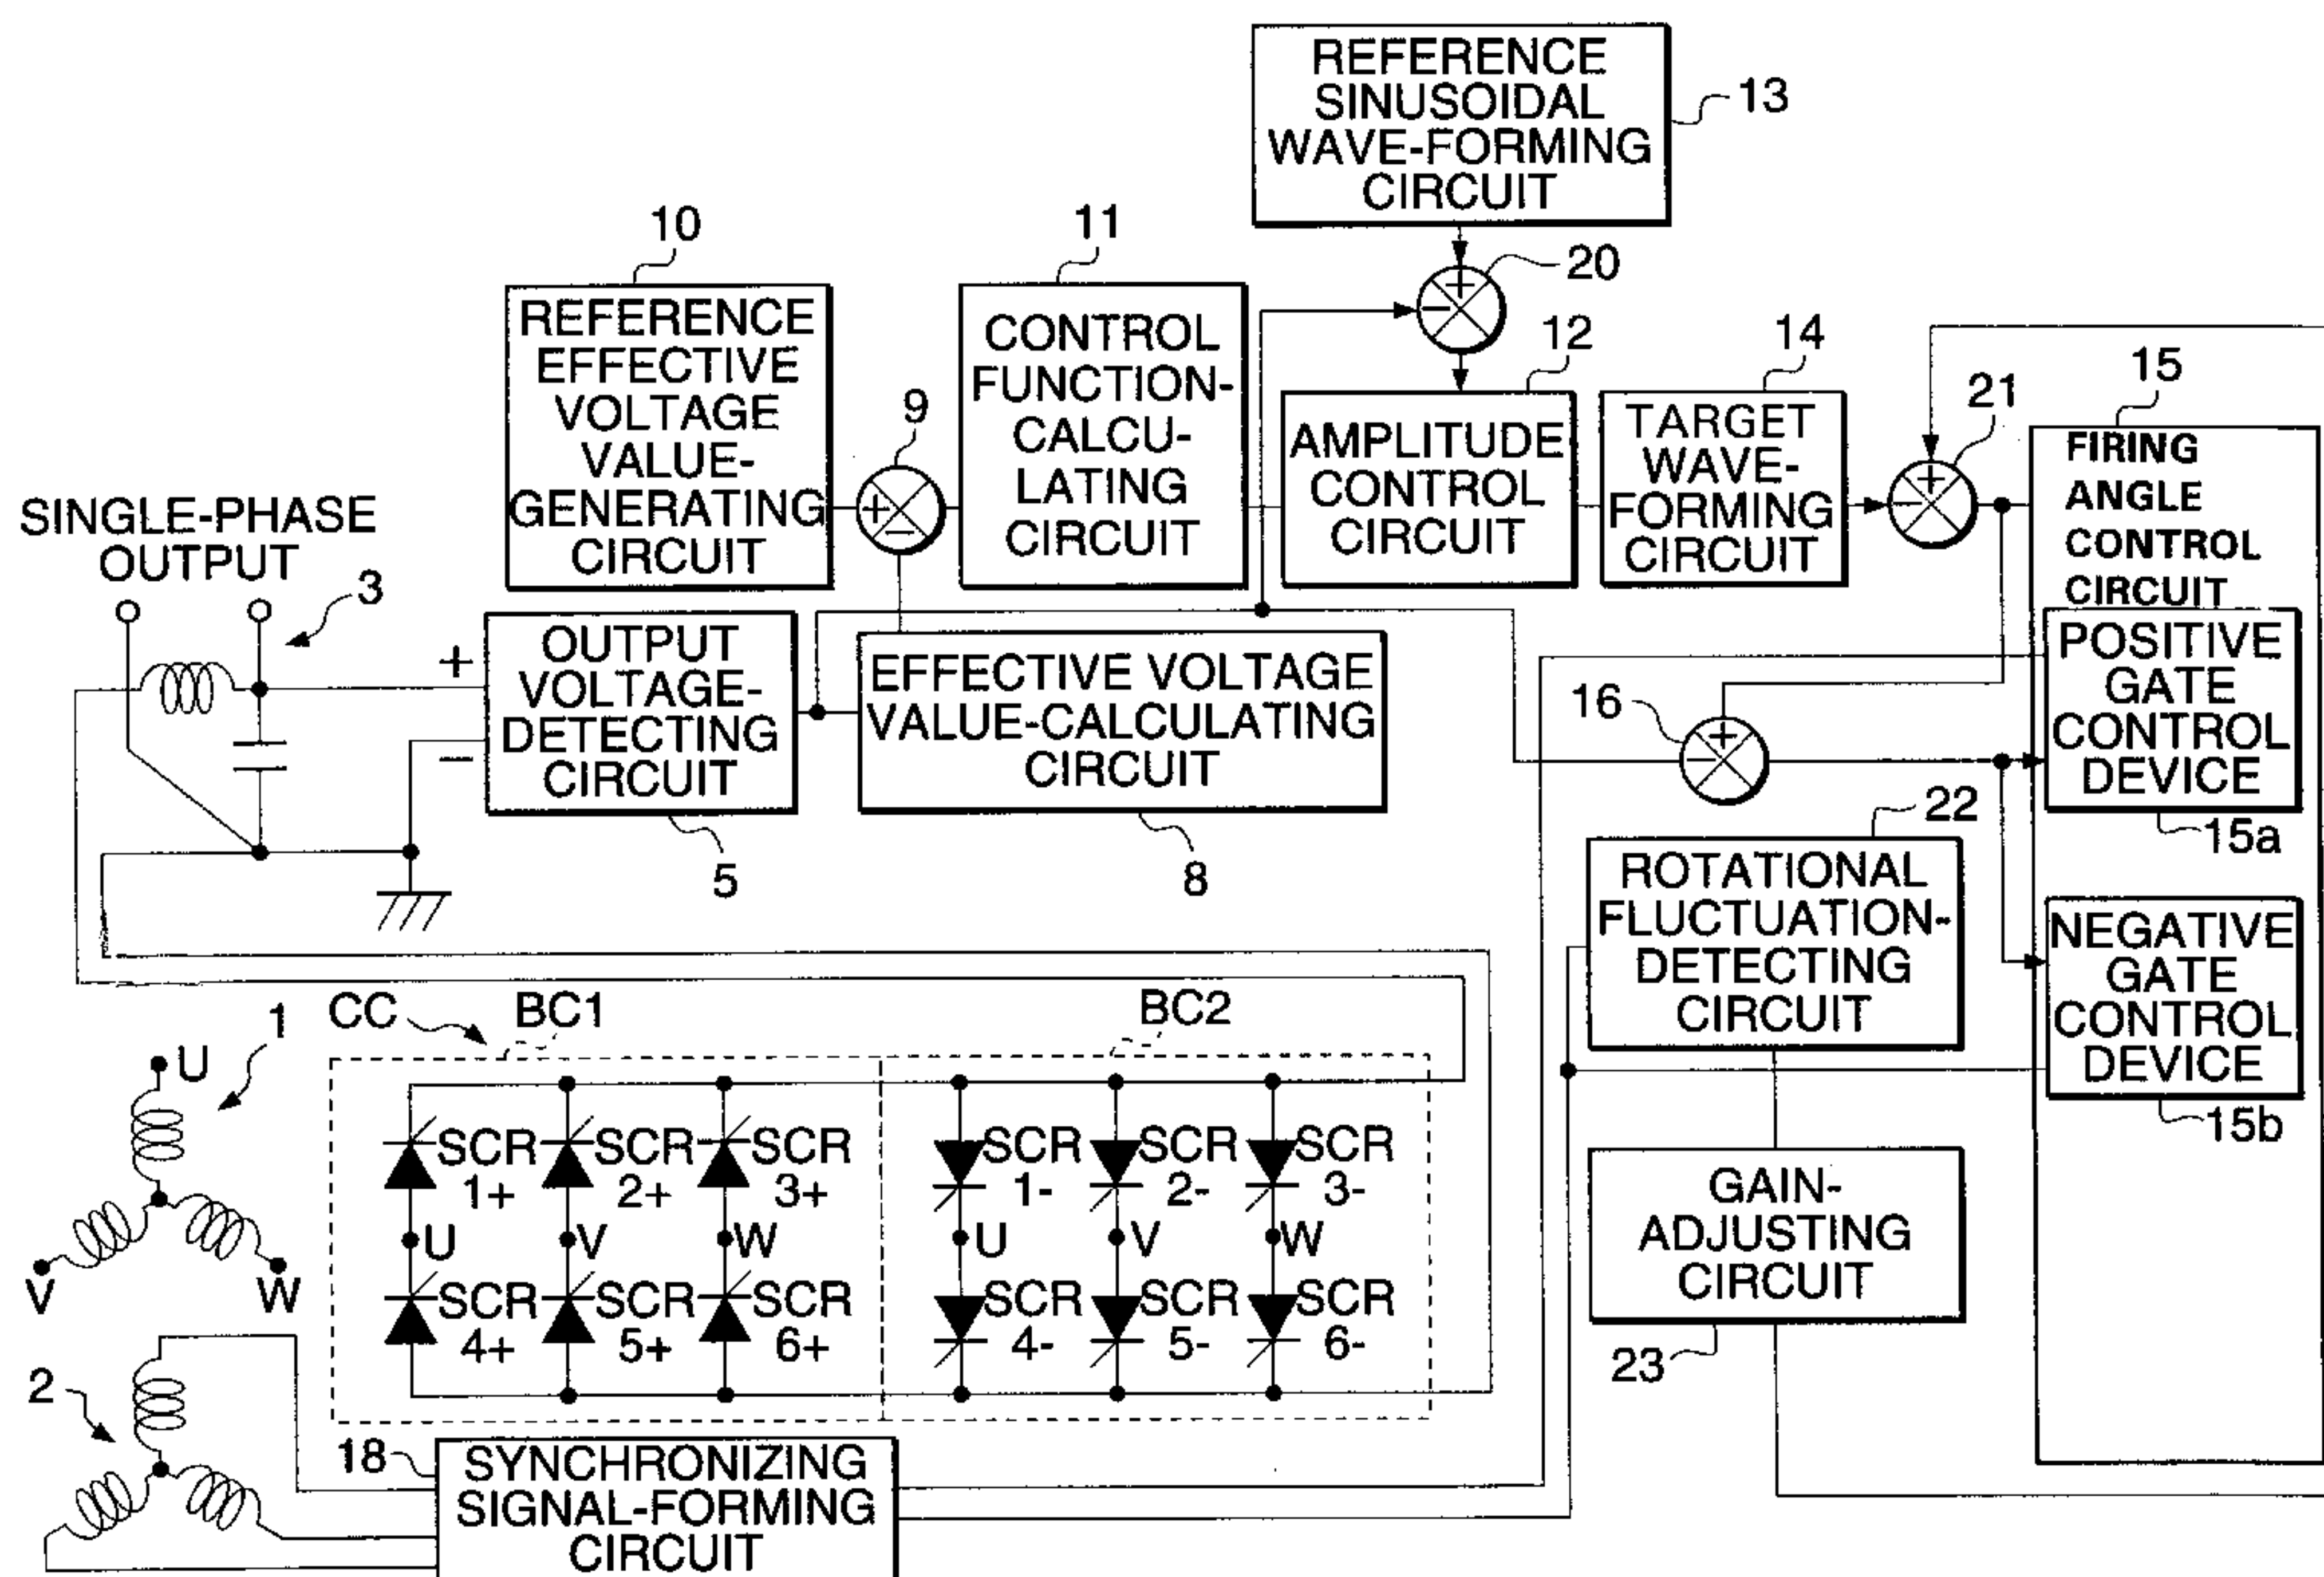 REFERENCE
SINUSOIDAL
WAVE-FORMING
CIRCUIT
13
20
10
REFERENCE
EFFECTIVE
VOLTAGE
VALUE-
GENERATING
CIRCUIT
9
11
CONTROL
FUNCTION-
CALCU-
LATING
CIRCUIT
12
AMPLITUDE
CONTROL
CIRCUIT
14
TARGET
WAVE-
FORMING
CIRCUIT
21
15
FIRING
ANGLE
CONTROL
CIRCUIT
POSITIVE
GATE
CONTROL
DEVICE
15a
NEGATIVE
GATE
CONTROL
DEVICE
15b
SINGLE-PHASE
OUTPUT
3
+
−
OUTPUT
VOLTAGE-
DETECTING
CIRCUIT
5
EFFECTIVE VOLTAGE
VALUE-CALCULATING
CIRCUIT
8
16
22
ROTATIONAL
FLUCTUATION-
DETECTING
CIRCUIT
GAIN-
ADJUSTING
CIRCUIT
23
CC
BC1
BC2
1
U
V
W
SCR
1+
SCR
2+
SCR
3+
SCR
1-
SCR
2-
SCR
3-
U
V
W
U
V
W
SCR
4+
SCR
5+
SCR
6+
SCR
4-
SCR
5-
SCR
6-
2
18
SYNCHRONIZING
SIGNAL-FORMING
CIRCUIT